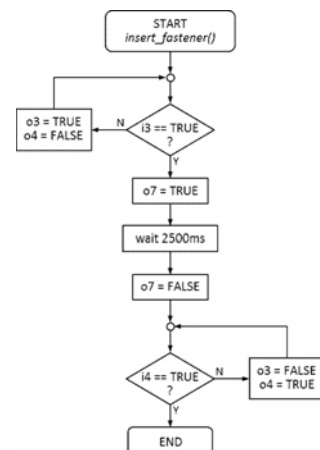 START
insert_fastener()
i3 == TRUE
?
N
o3 = TRUE
o4 = FALSE
Y
o7 = TRUE
wait 2500ms
o7 = FALSE
i4 == TRUE
?
N
o3 = FALSE
o4 = TRUE
Y
END